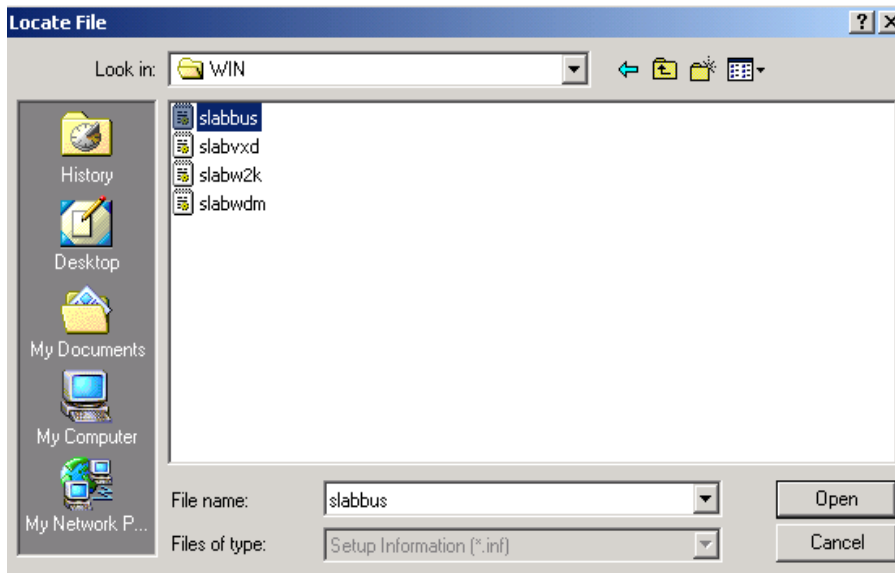 Locate File
Look in: WIN
slabbus
slabvxd
slabw2k
slabwdm
History
Desktop
My Documents
My Computer
My Network P...
File name: slabbus Open
Files of type: Setup Information (*.inf) Cancel